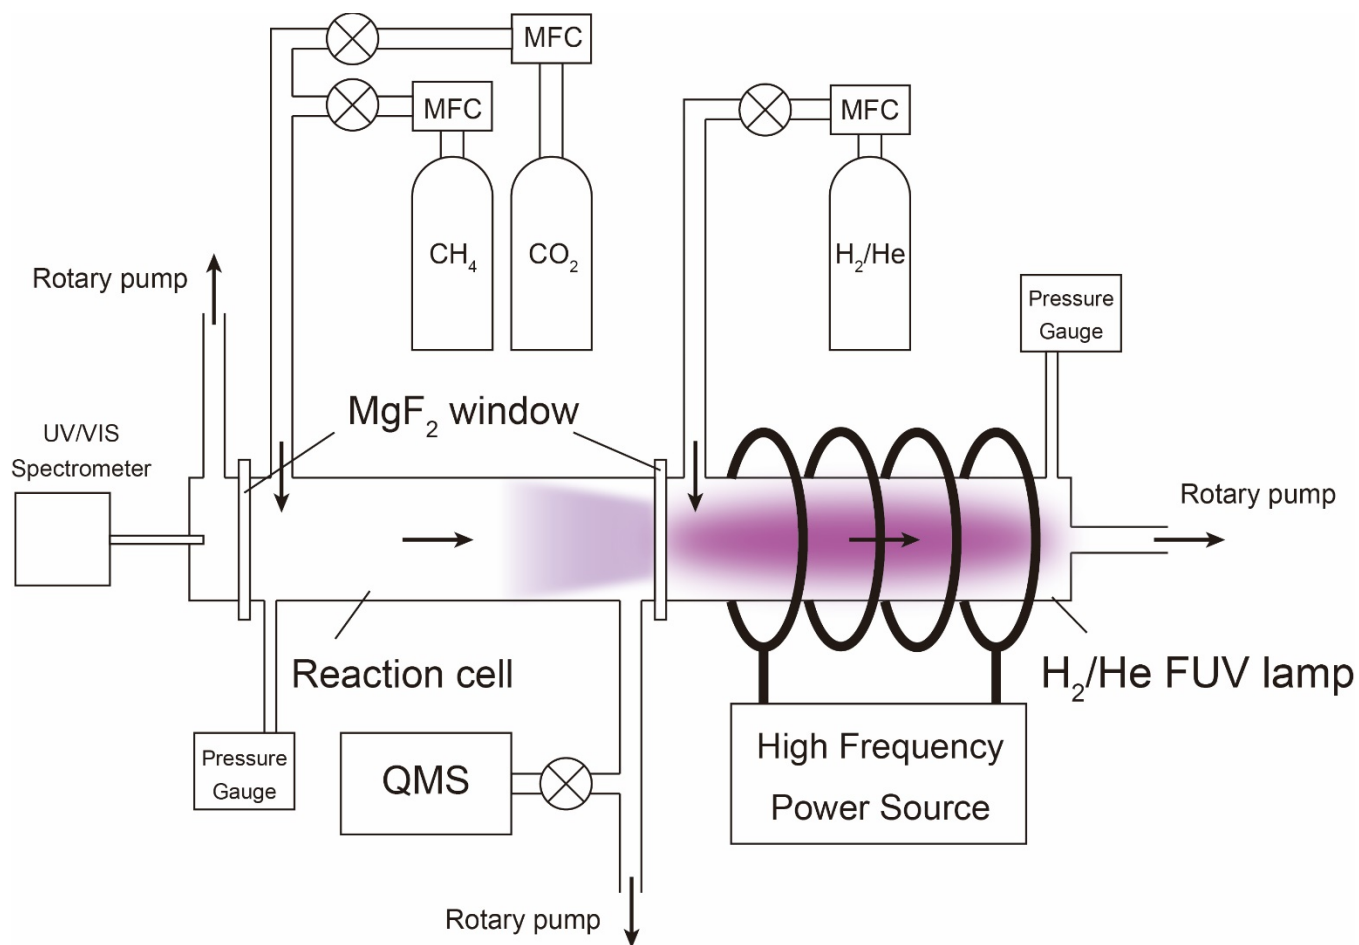 MFC
MFC
MFC
CH₄
CO₂
H₂/He
Rotary pump
Pressure
Gauge
MgF₂ window
UV/VIS
Spectrometer
Rotary pump
Reaction cell
H₂/He FUV lamp
Pressure
Gauge
QMS
High Frequency
Power Source
Rotary pump